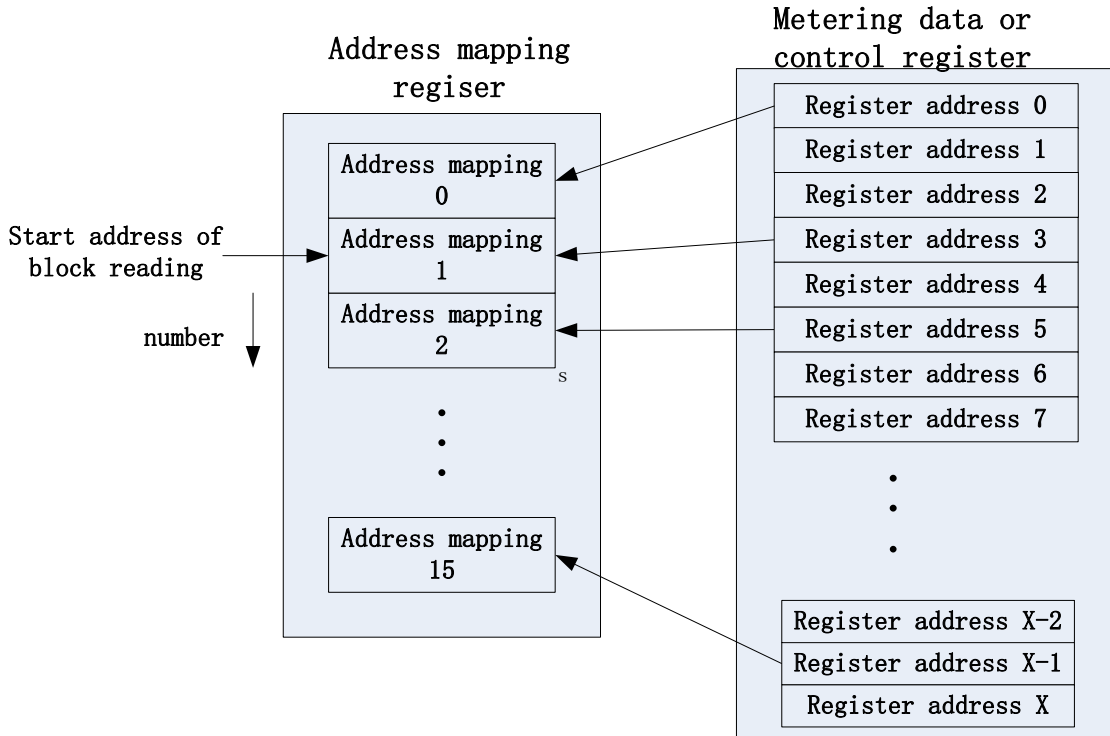 Address mapping
regiser
Address mapping
0
Address mapping
1
Address mapping
2
s
Address mapping
15
Start address of
block reading
number
Metering data or
control register
Register address 0
Register address 1
Register address 2
Register address 3
Register address 4
Register address 5
Register address 6
Register address 7
Register address X-2
Register address X-1
Register address X